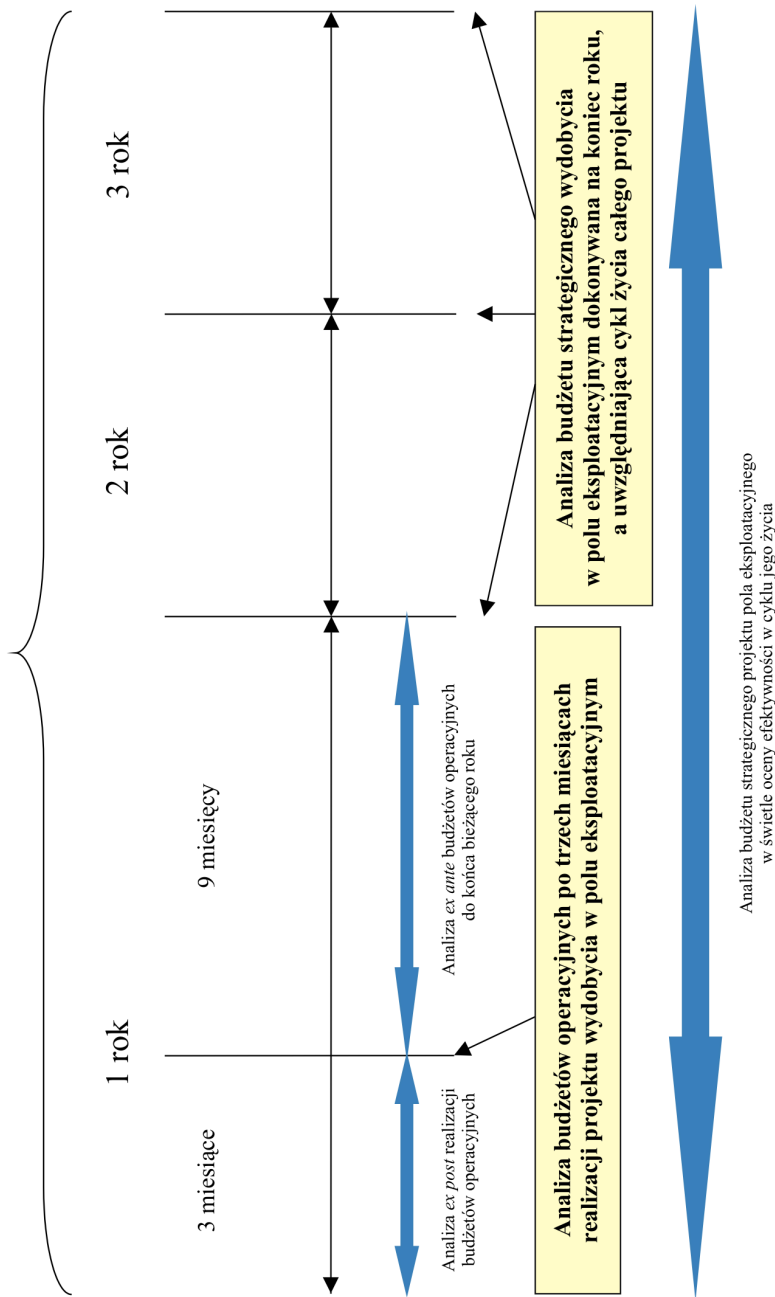 1 rok
2 rok
3 rok
3 miesiące
9 miesięcy
Analiza ex post realizacji
budżetów operacyjnych
Analiza ex ante budżetów operacyjnych
do końca bieżącego roku
Analiza budżetów operacyjnych po trzech miesiącach
realizacji projektu wydobycia w polu eksploatacyjnym
Analiza budżetu strategicznego wydobycia
w polu eksploatacyjnym dokonywana na koniec roku,
a uwzględniająca cykl życia całego projektu
Analiza budżetu strategicznego projektu pola eksploatacyjnego
w świetle oceny efektywności w cyklu jego życia